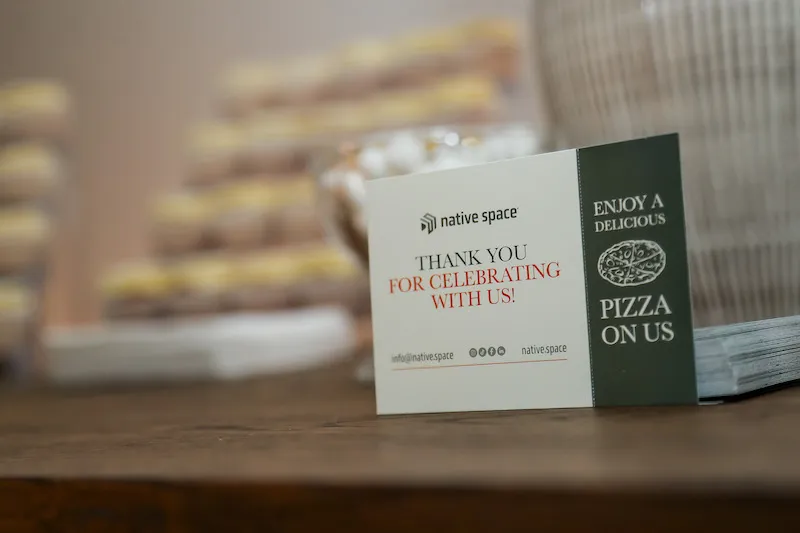 native space
THANK YOU
FOR CELEBRATING
WITH US!
info@native.space
native.space
ENJOY A
DELICIOUS
PIZZA
ON US